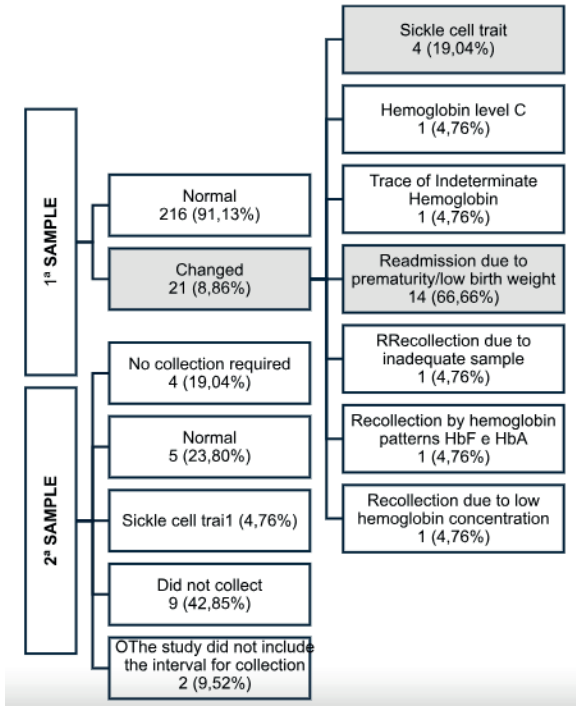 1ª SAMPLE
Normal
216 (91,13%)
Changed
21 (8,86%)
Sickle cell trait
4 (19,04%)
Hemoglobin level C
1 (4,76%)
Trace of Indeterminate
Hemoglobin
1 (4,76%)
Readmission due to
prematurity/low birth weight
14 (66,66%)
RRecollection due to
inadequate sample
1 (4,76%)
Recollection by hemoglobin
patterns HbF e HbA
1 (4,76%)
Recollection due to low
hemoglobin concentration
1 (4,76%)
2ª SAMPLE
No collection required
4 (19,04%)
Normal
5 (23,80%)
Sickle cell trai1 (4,76%)
Did not collect
9 (42,85%)
OThe study did not include
the interval for collection
2 (9,52%)